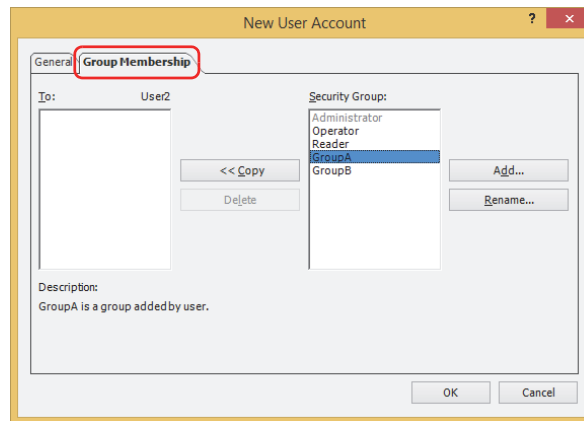 New User Account
?
×
General
Group Membership
To: User2
Security Group:
Administrator
Operator
Reader
GroupA
GroupB
<< Copy
Delete
Add...
Rename...
Description:
GroupA is a group added by user.
OK
Cancel